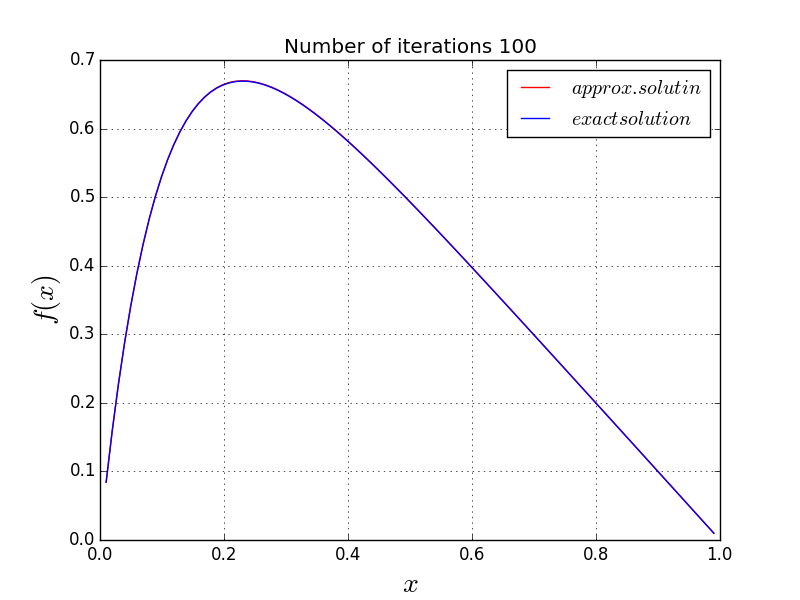 Number of iterations 100
0.7
0.6
0.5
0.4
0.3
0.2
0.1
0.0
f(x)
approx.solutin
exactsolution
0.0 0.2 0.4 0.6 0.8 1.0
x